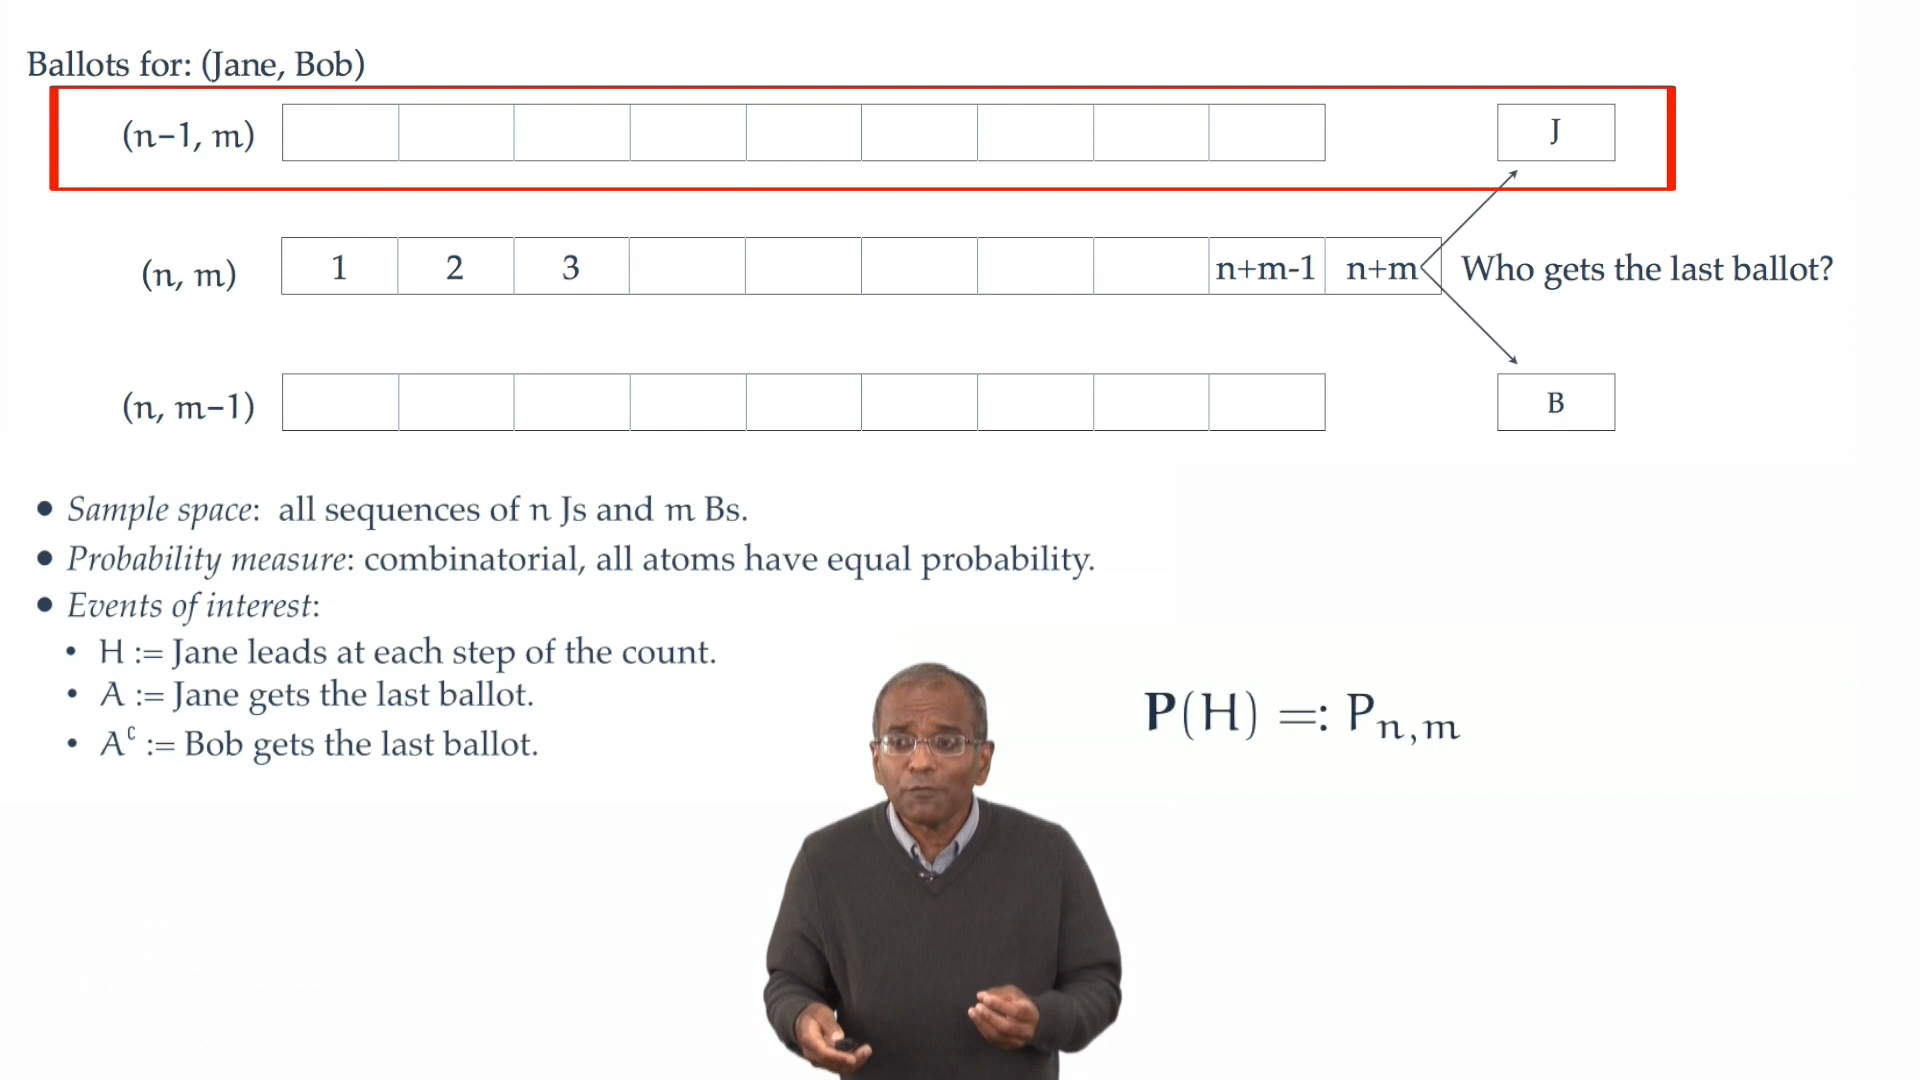 Ballots for: (Jane, Bob)
(n−1, m) J
(n, m) 1 2 3 n+m-1 n+m Who gets the last ballot?
(n, m−1) B
• Sample space: all sequences of n Js and m Bs.
• Probability measure: combinatorial, all atoms have equal probability.
• Events of interest:
• H := Jane leads at each step of the count.
• A := Jane gets the last ballot.
• Aᶜ := Bob gets the last ballot.
P(H) =: Pₙ,ₘ